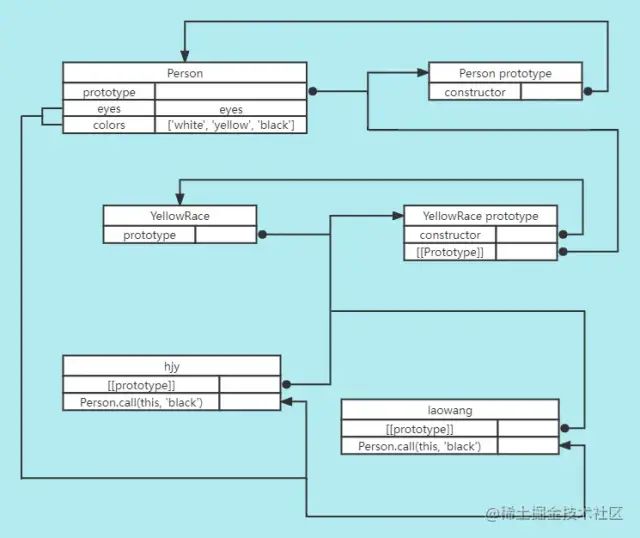 Person
Person prototype
prototype
constructor
eyes eyes
colors ['white', 'yellow', 'black']
YellowRace
YellowRace prototype
prototype
constructor
[[Prototype]]
hjy
[[prototype]]
Person.call(this, 'black')
laowang
[[prototype]]
Person.call(this, 'black')
@稀土掘金技术社区